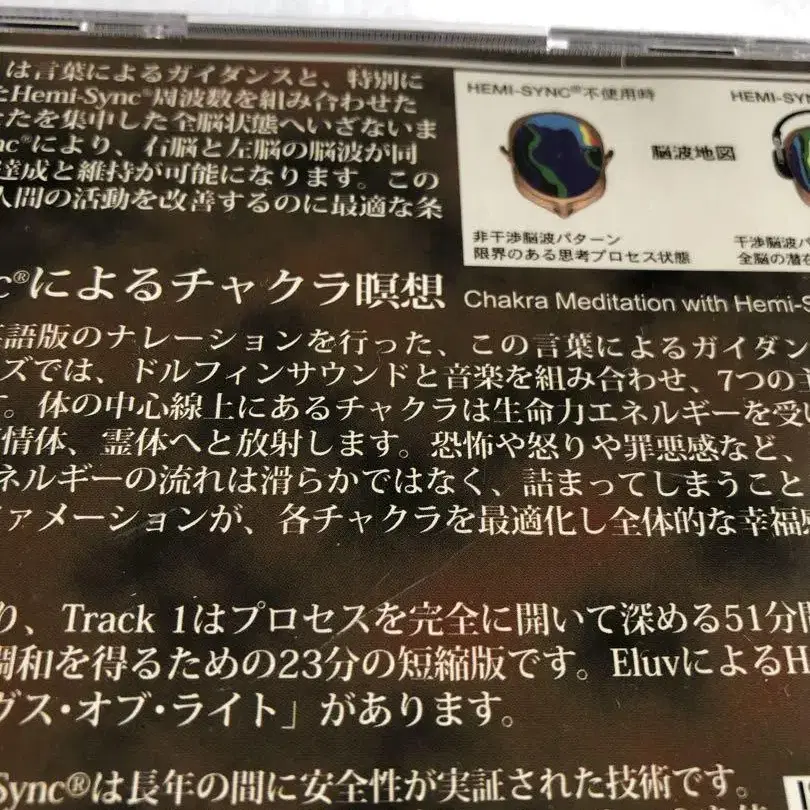 は言葉によるガイダンスと、特別に
たHemi-Sync®周波数を組み合わせた
たを集中した全脳状態へいざないま
nc®により、右脳と左脳の脳波が同
達成と維持が可能になります。この
人間の活動を改善するのに最適な条
HEMI-SYNC®不使用時
HEMI-SYN
脳波地図
非干渉脳波パターン
限界のある思考プロセス状態
干渉脳波パ
全脳の潜在
c®によるチャクラ瞑想 Chakra Meditation with Hemi-S
英語版のナレーションを行った、この言葉によるガイダン
ズでは、ドルフィンサウンドと音楽を組み合わせ、7つの主
す。体の中心線上にあるチャクラは生命力エネルギーを受
情体、霊体へと放射します。恐怖や怒りや罪悪感など、
ネルギーの流れは滑らかではなく、詰まってしまうこと
ァメーションが、各チャクラを最適化し全体的な幸福感
り、Track 1はプロセスを完全に開いて深める51分間
調和を得るための23分の短縮版です。EluvによるH
ヴス・オブ・ライト」があります。
Sync®は長年の間に安全性が実証された技術です。